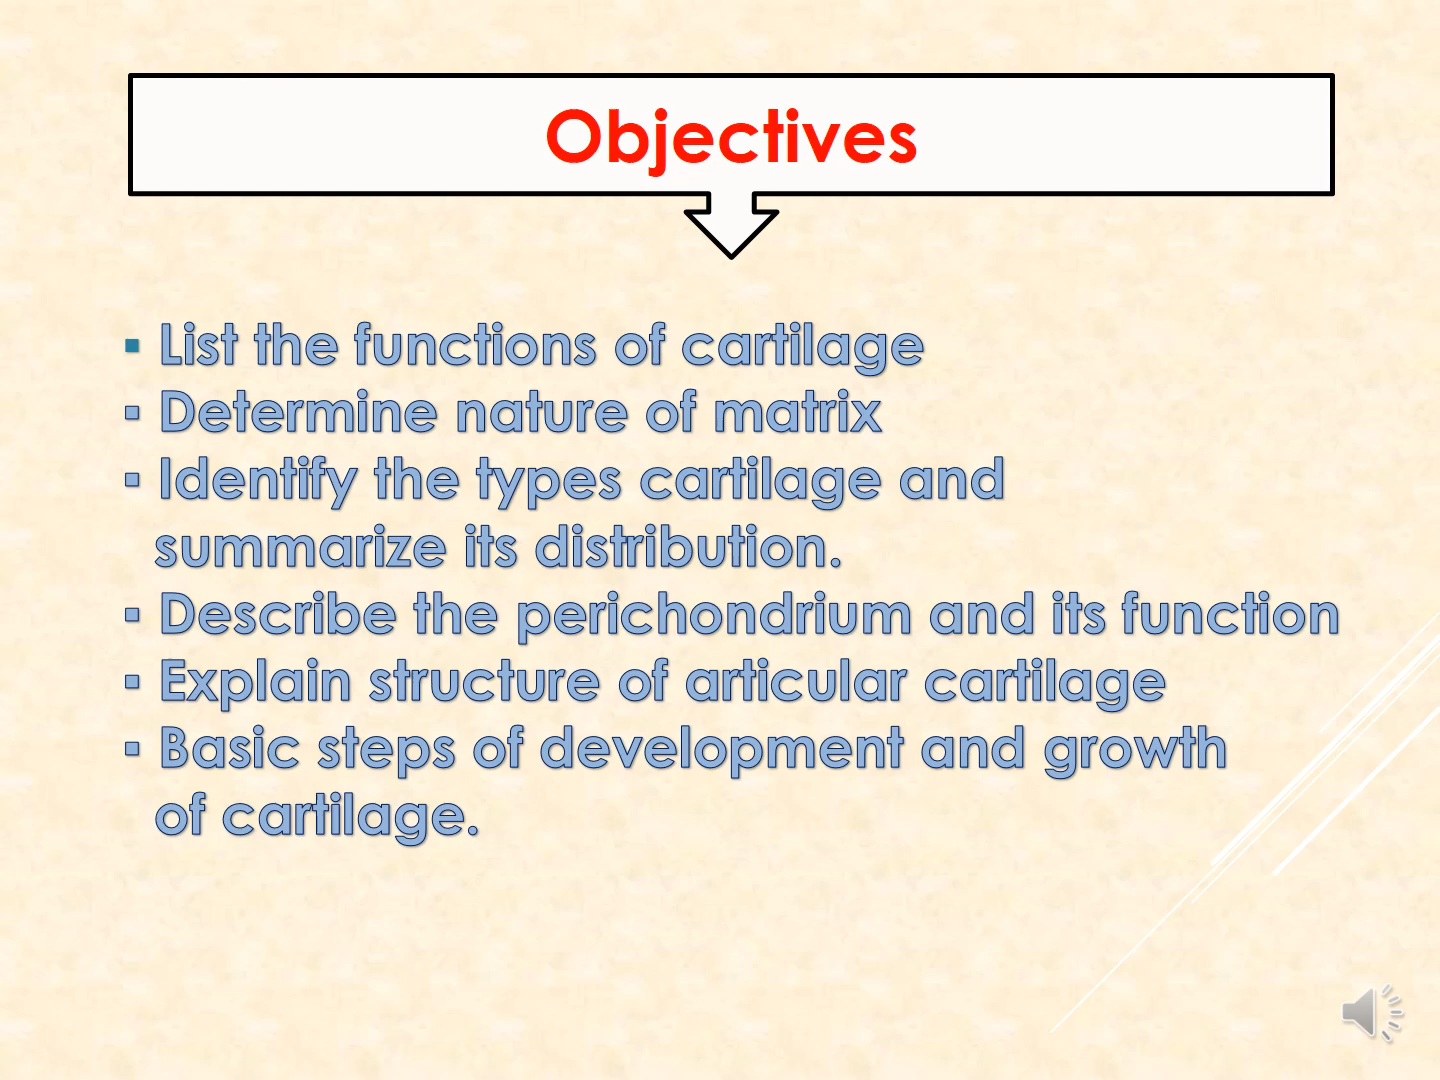 Objectives
▪ List the functions of cartilage
▪ Determine nature of matrix
▪ Identify the types cartilage and
summarize its distribution.
▪ Describe the perichondrium and its function
▪ Explain structure of articular cartilage
▪ Basic steps of development and growth
of cartilage.